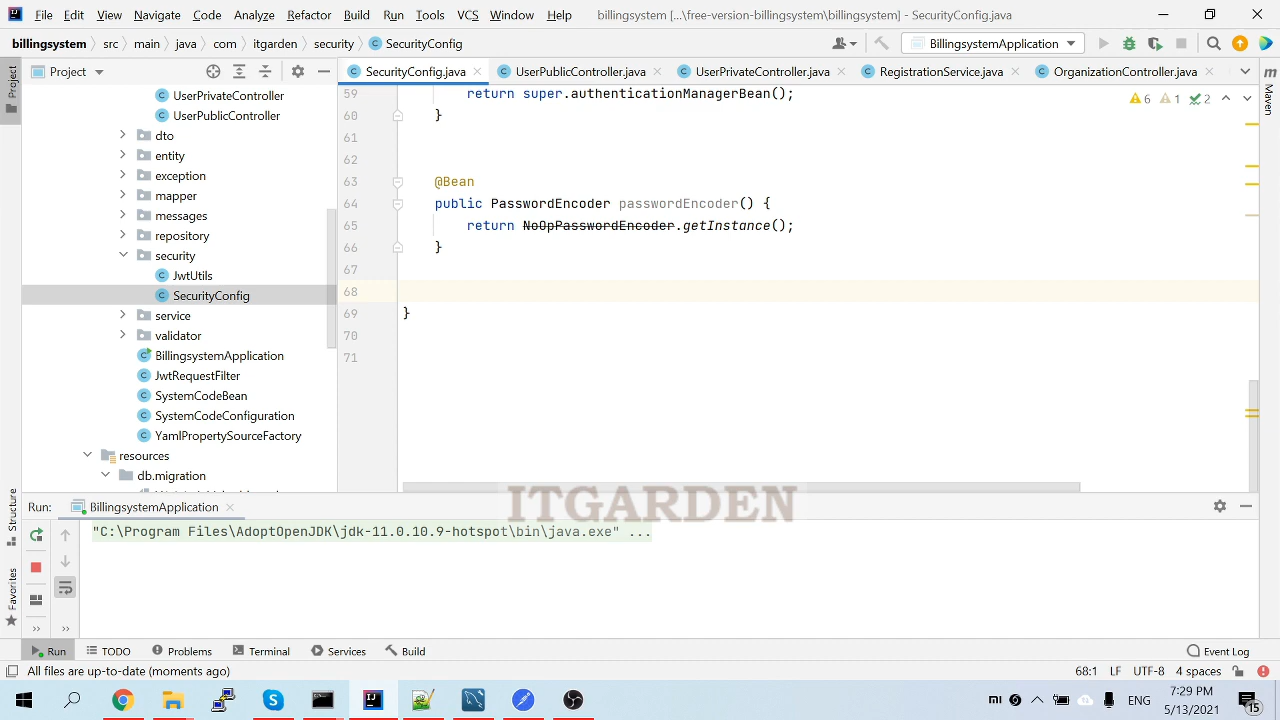 File Edit View Navigate Code Analyze Refactor Build Run Tools VCS Window Help billingsystem [...\freeversion-billingsystem\billingsystem] - SecurityConfig.java
billingsystem src main java com itgarden security SecurityConfig BillingsystemApplication
Project SecurityConfig.java UserPublicController.java UserPrivateController.java RegistrationService.java OrganizationController.java
Project
Maven
UserPrivateController
UserPublicController
dto
entity
exception
mapper
messages
repository
security
JwtUtils
SecurityConfig
service
validator
BillingsystemApplication
JwtRequestFilter
SystemCodeBean
SystemCodeConfiguration
YamlPropertySourceFactory
resources
db.migration
6 1 2
59 return super.authenticationManagerBean();
60 }
61
62
63 @Bean
64 public PasswordEncoder passwordEncoder() {
65 return NoOpPasswordEncoder.getInstance();
66 }
67
68
69 }
70
71
Structure
Favorites
Run: BillingsystemApplication
ITGARDEN
"C:\Program Files\AdoptOpenJDK\jdk-11.0.10.9-hotspot\bin\java.exe" ...
Run TODO Problems Terminal Services Build Event Log
All files are up-to-date (moments ago) 68:1 LF UTF-8 4 spaces
ENG 7:29 PM
5/13/2021
15